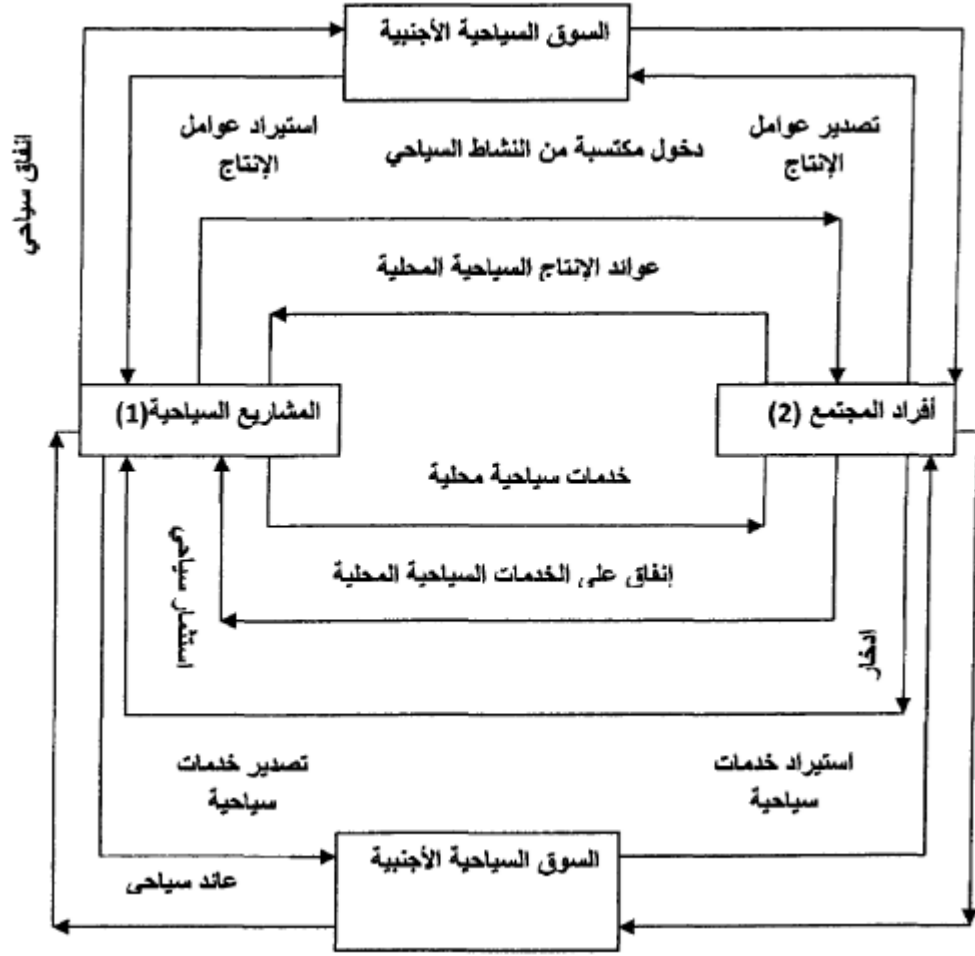 السوق السياحية الأجنبية
تصدير عوامل
الإنتاج
استيراد عوامل
الإنتاج
دخول مكتسبة من النشاط السياحي
انفاق سياحي
عوائد الإنتاج السياحية المحلية
أفراد المجتمع (2)
المشاريع السياحية(1)
خدمات سياحية محلية
إنفاق على الخدمات السياحية المحلية
استثمار سياحي
ادخار
استيراد خدمات
سياحية
تصدير خدمات
سياحية
السوق السياحية الأجنبية
عائد سياحي